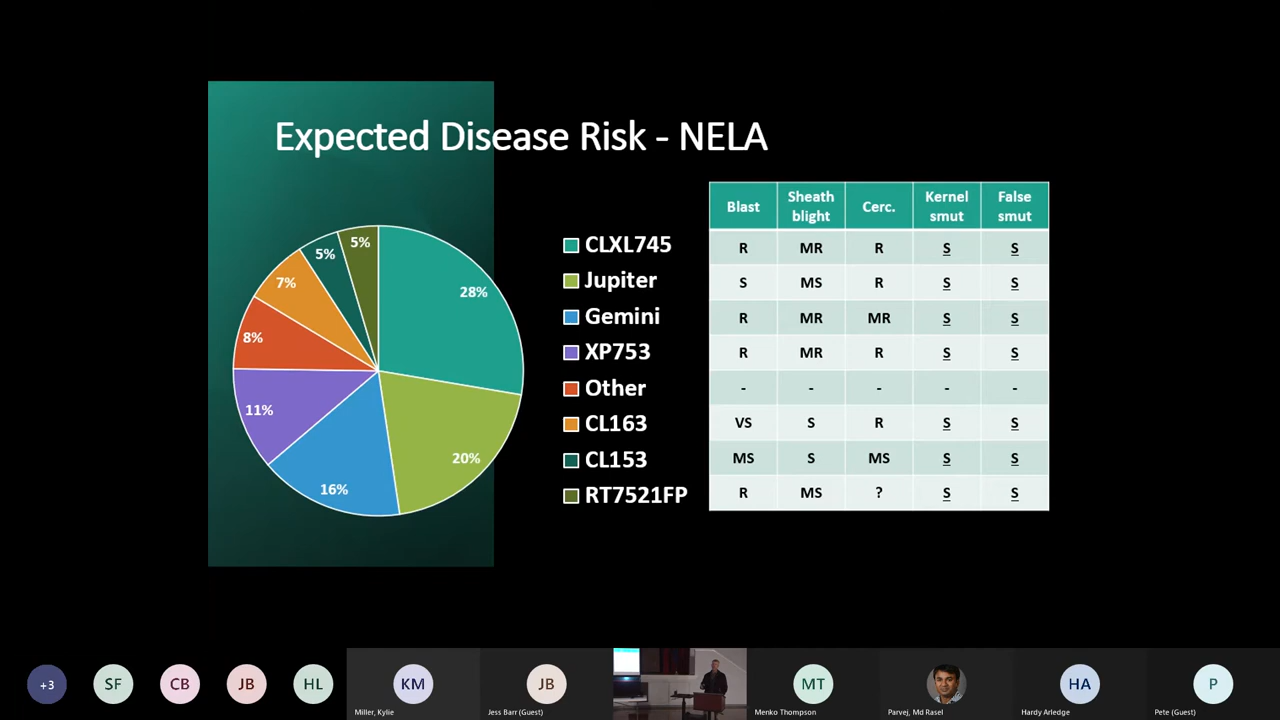 Expected Disease Risk - NELA
Blast Sheath blight Cerc. Kernel smut False smut
CLXL745 R MR R S S
Jupiter S MS R S S
Gemini R MR MR S S
XP753 R MR R S S
Other - - - - -
CL163 VS S R S S
CL153 MS S MS S S
RT7521FP R MS ? S S
28%
20%
16%
11%
8%
7%
5%
5%
+3 SF CB JB HL KM JB MT HA P
Miller, Kylie Jess Barr (Guest) Menko Thompson Parvej, Md Rasel Hardy Arledge Pete (Guest)